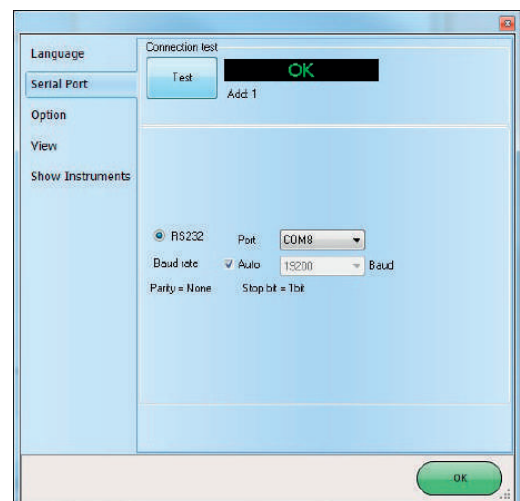 Language
Serial Port
Option
View
Show Instruments
Connection test
Test
OK
Add: 1
RS232 Port COM8
Baud rate Auto 19200 Baud
Parity = None Stop bit = 1bit
OK